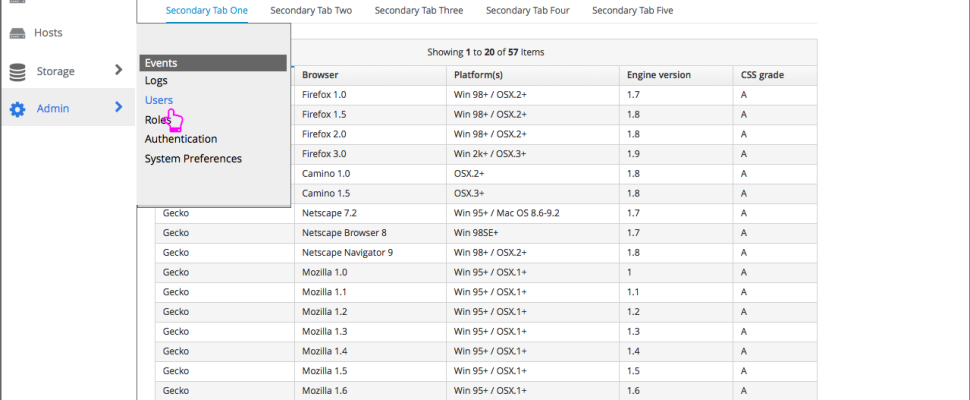 Secondary Tab One Secondary Tab Two Secondary Tab Three Secondary Tab Four Secondary Tab Five
Hosts
Storage
Admin
Events
Logs
Users
Roles
Authentication
System Preferences
Showing 1 to 20 of 57 Items
Browser Platform(s) Engine version CSS grade
Firefox 1.0 Win 98+ / OSX.2+ 1.7 A
Firefox 1.5 Win 98+ / OSX.2+ 1.8 A
Firefox 2.0 Win 98+ / OSX.2+ 1.8 A
Firefox 3.0 Win 2k+ / OSX.3+ 1.9 A
Camino 1.0 OSX.2+ 1.8 A
Camino 1.5 OSX.3+ 1.8 A
Gecko Netscape 7.2 Win 95+ / Mac OS 8.6-9.2 1.7 A
Gecko Netscape Browser 8 Win 98SE+ 1.7 A
Gecko Netscape Navigator 9 Win 98+ / OSX.2+ 1.8 A
Gecko Mozilla 1.0 Win 95+ / OSX.1+ 1 A
Gecko Mozilla 1.1 Win 95+ / OSX.1+ 1.1 A
Gecko Mozilla 1.2 Win 95+ / OSX.1+ 1.2 A
Gecko Mozilla 1.3 Win 95+ / OSX.1+ 1.3 A
Gecko Mozilla 1.4 Win 95+ / OSX.1+ 1.4 A
Gecko Mozilla 1.5 Win 95+ / OSX.1+ 1.5 A
Gecko Mozilla 1.6 Win 95+ / OSX.1+ 1.6 A